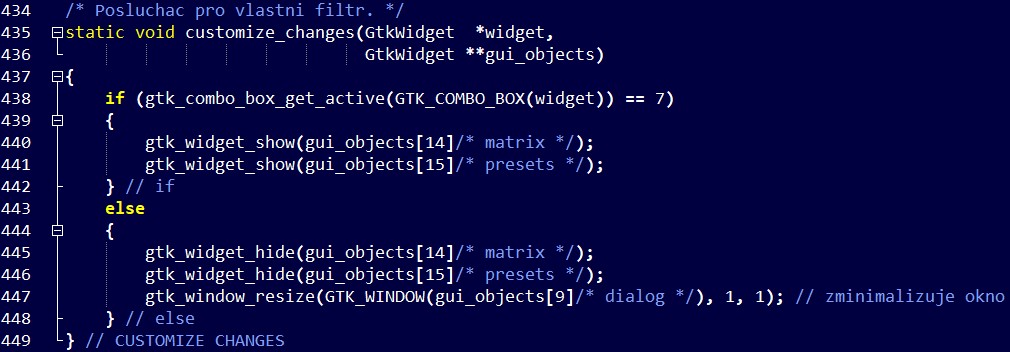 434 /* Posluchac pro vlastni filtr. */
435 static void customize_changes(GtkWidget  *widget,
436                               GtkWidget **gui_objects)
437 {
438     if (gtk_combo_box_get_active(GTK_COMBO_BOX(widget)) == 7)
439     {
440         gtk_widget_show(gui_objects[14]/* matrix */);
441         gtk_widget_show(gui_objects[15]/* presets */);
442     } // if
443     else
444     {
445         gtk_widget_hide(gui_objects[14]/* matrix */);
446         gtk_widget_hide(gui_objects[15]/* presets */);
447         gtk_window_resize(GTK_WINDOW(gui_objects[9]/* dialog */), 1, 1); // zminimalizuje okno
448     } // else
449 } // CUSTOMIZE CHANGES